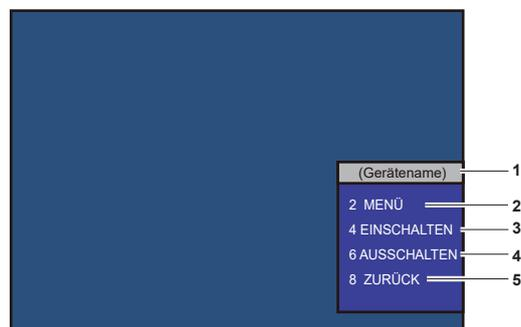 (Gerätename) 1
2 MENÜ 2
4 EINSCHALTEN 3
6 AUSSCHALTEN 4
8 ZURÜCK 5